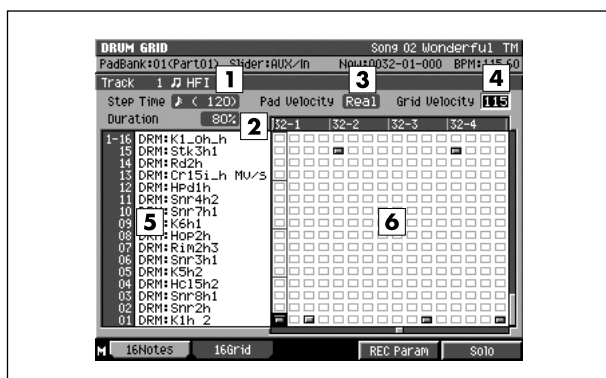 DRUM GRID Song 02 Wonderful TM
PadBank:01(Part01) Slider:AUX/In Now:0032-01-000 BPM:115.60
Track 1 HFI 1 3 4
Step Time ( 120) Pad Velocity Real Grid Velocity 115
Duration 80% 2 32-1 32-2 32-3 32-4
1-16 DRM:K1_Oh_h
15 DRM:Stk3h1
14 DRM:Rd2h
13 DRM:Cr15i_h MV/S
12 DRM:HPd1h
11 DRM:Snr4h2
10 DRM:Snr7h1
09 DRM:K6h1
5 6
08 DRM:HOP2h
07 DRM:Rim2h3
06 DRM:Snr3h1
05 DRM:K5h2
04 DRM:HCl5h2
03 DRM:Snr8h1
02 DRM:Snr2h
01 DRM:K1h 2
M 16Notes 16Grid REC Param Solo